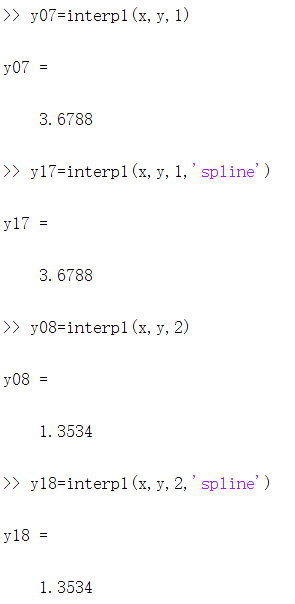 >> y07=interp1(x,y,1)
y07 =
3.6788
>> y17=interp1(x,y,1,'spline')
y17 =
3.6788
>> y08=interp1(x,y,2)
y08 =
1.3534
>> y18=interp1(x,y,2,'spline')
y18 =
1.3534